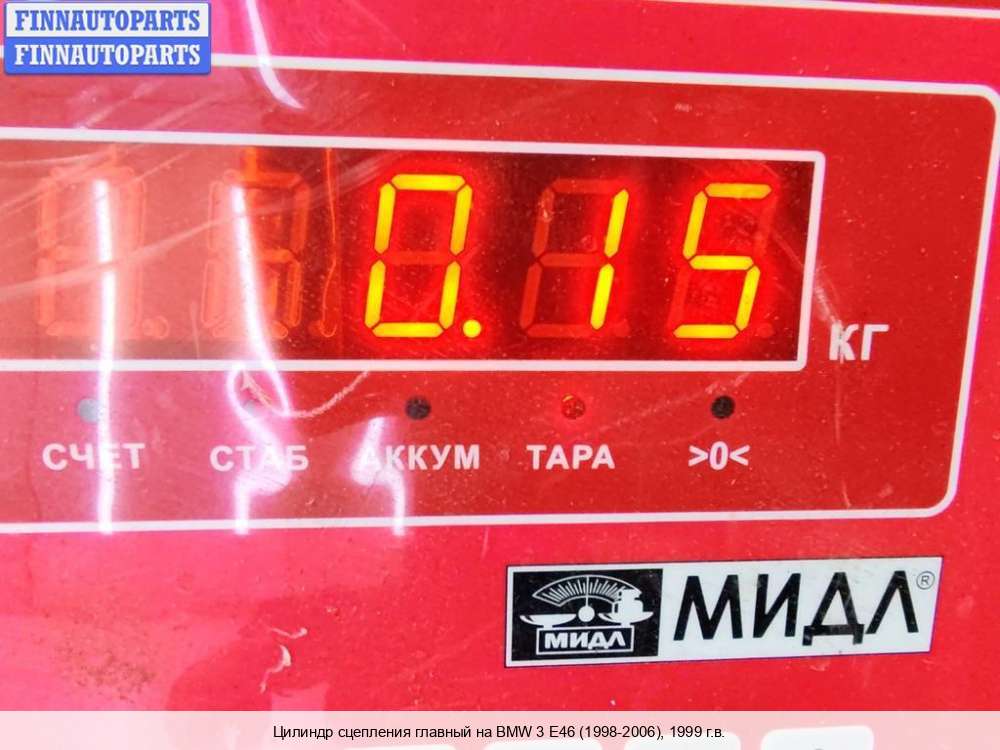 FINNAUTOPARTS
FINNAUTOPARTS
0.15
КГ
СЧЕТ СТАБ АККУМ ТАРА >0<
МИДЛ МИДЛ®
Цилиндр сцепления главный на BMW 3 E46 (1998-2006), 1999 г.в.